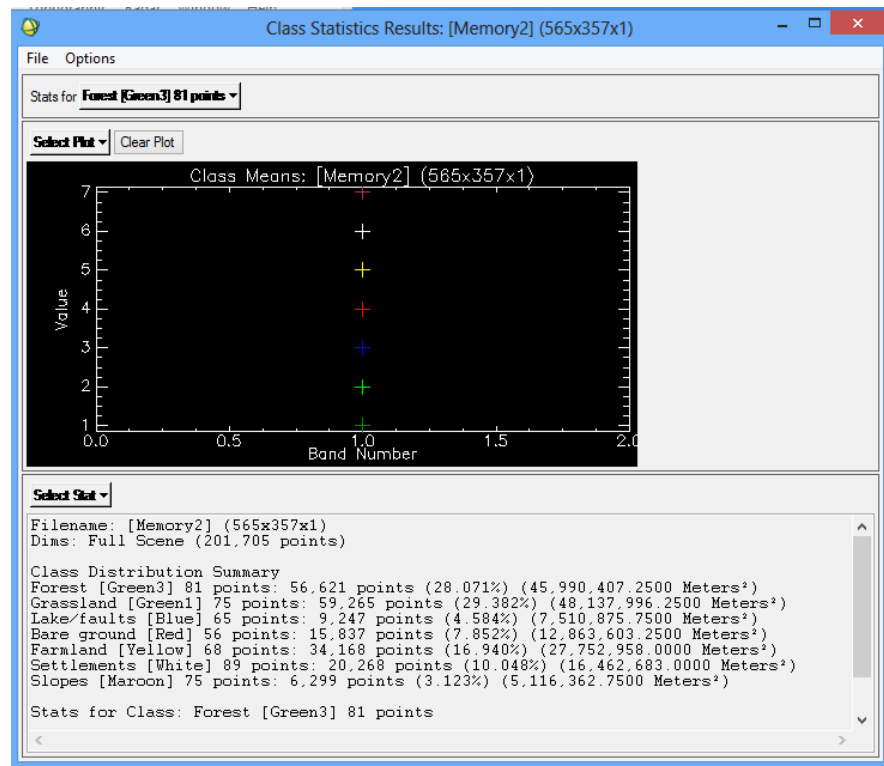 Topography Radar Window Help
Class Statistics Results: [Memory2] (565x357x1)
File Options
Stats for Forest [Green3] 81 points
Select Plot Clear Plot
Class Means: [Memory2] (565x357x1)
7
6
5
4
3
2
1
Value
0.0 0.5 1.0 1.5 2.0
Band Number
Select Stat
Filename: [Memory2] (565x357x1)
Dims: Full Scene (201,705 points)
Class Distribution Summary
Forest [Green3] 81 points: 56,621 points (28.071%) (45,990,407.2500 Meters²)
Grassland [Green1] 75 points: 59,265 points (29.382%) (48,137,996.2500 Meters²)
Lake/faults [Blue] 65 points: 9,247 points (4.584%) (7,510,875.7500 Meters²)
Bare ground [Red] 56 points: 15,837 points (7.852%) (12,863,603.2500 Meters²)
Farmland [Yellow] 68 points: 34,168 points (16.940%) (27,752,958.0000 Meters²)
Settlements [White] 89 points: 20,268 points (10.048%) (16,462,683.0000 Meters²)
Slopes [Maroon] 75 points: 6,299 points (3.123%) (5,116,362.7500 Meters²)
Stats for Class: Forest [Green3] 81 points